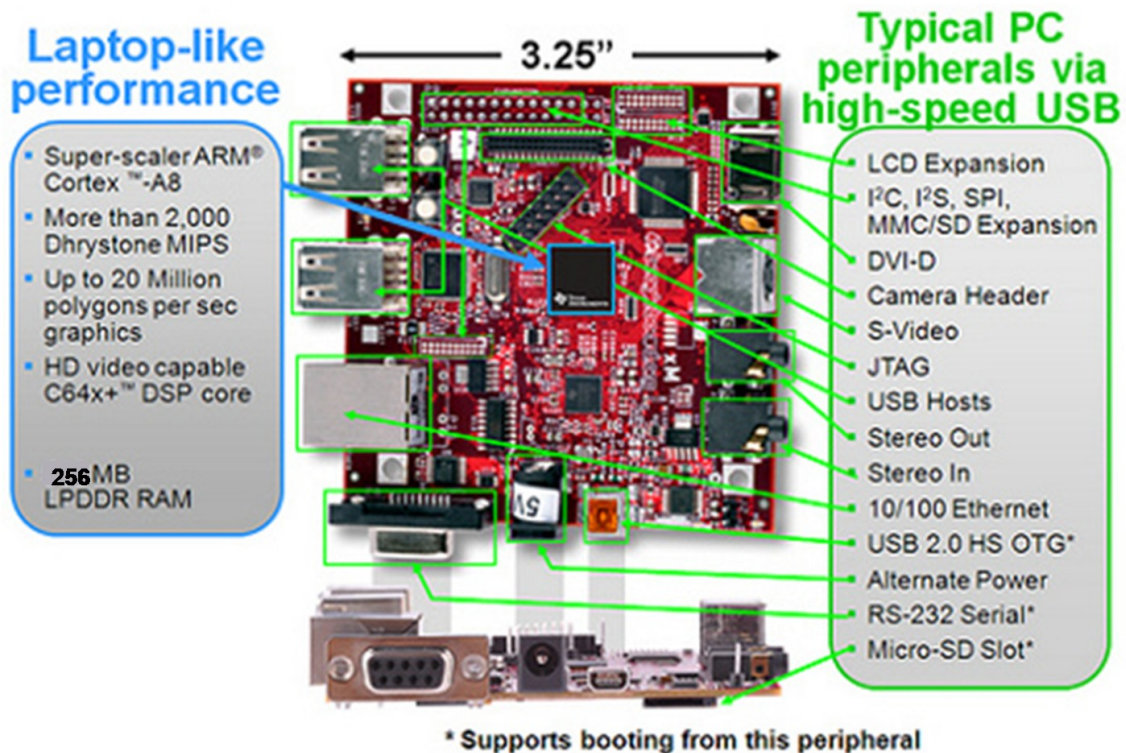 Laptop-like
performance
Super-scaler ARM®
Cortex ™-A8
More than 2,000
Dhrystone MIPS
Up to 20 Million
polygons per sec
graphics
HD video capable
C64x+™ DSP core
256MB
LPDDR RAM
3.25”
Typical PC
peripherals via
high-speed USB
LCD Expansion
I²C, I²S, SPI,
MMC/SD Expansion
DVI-D
Camera Header
S-Video
JTAG
USB Hosts
Stereo Out
Stereo In
10/100 Ethernet
USB 2.0 HS OTG*
Alternate Power
RS-232 Serial*
Micro-SD Slot*
xM
5V
* Supports booting from this peripheral